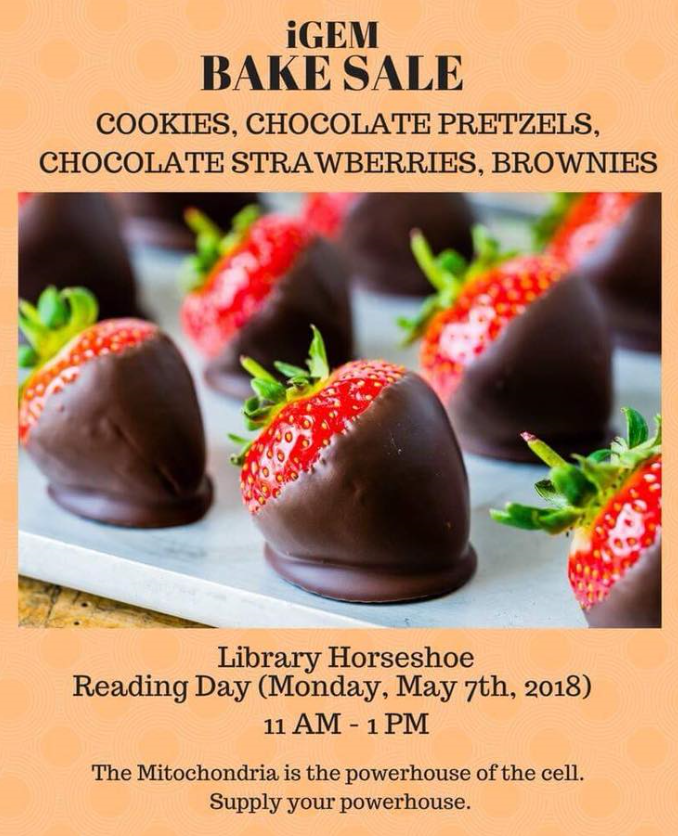 iGEM
BAKE SALE
COOKIES, CHOCOLATE PRETZELS,
CHOCOLATE STRAWBERRIES, BROWNIES
Library Horseshoe
Reading Day (Monday, May 7th, 2018)
11 AM - 1 PM
The Mitochondria is the powerhouse of the cell.
Supply your powerhouse.